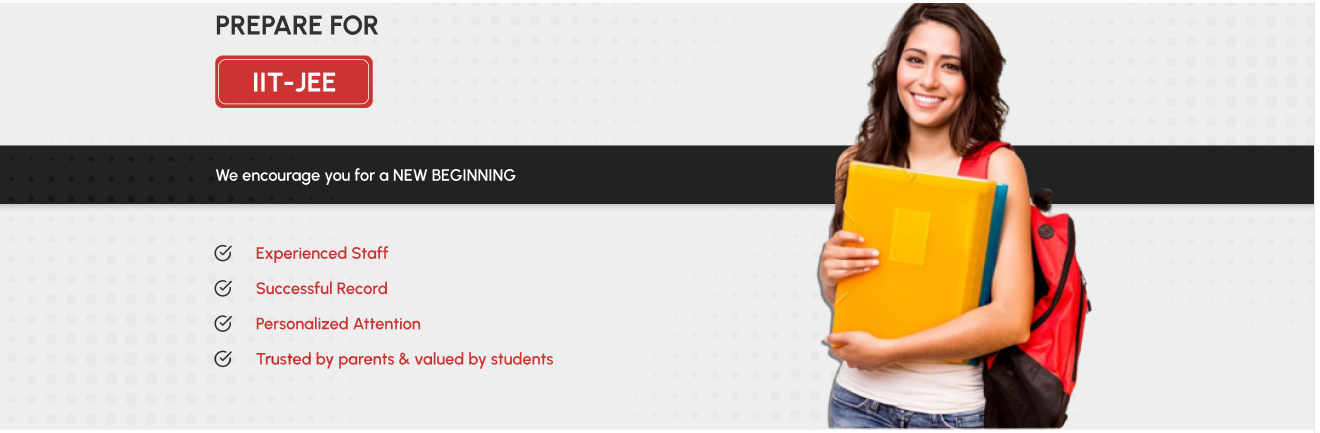 PREPARE FOR
IIT-JEE
We encourage you for a NEW BEGINNING
Experienced Staff
Successful Record
Personalized Attention
Trusted by parents & valued by students